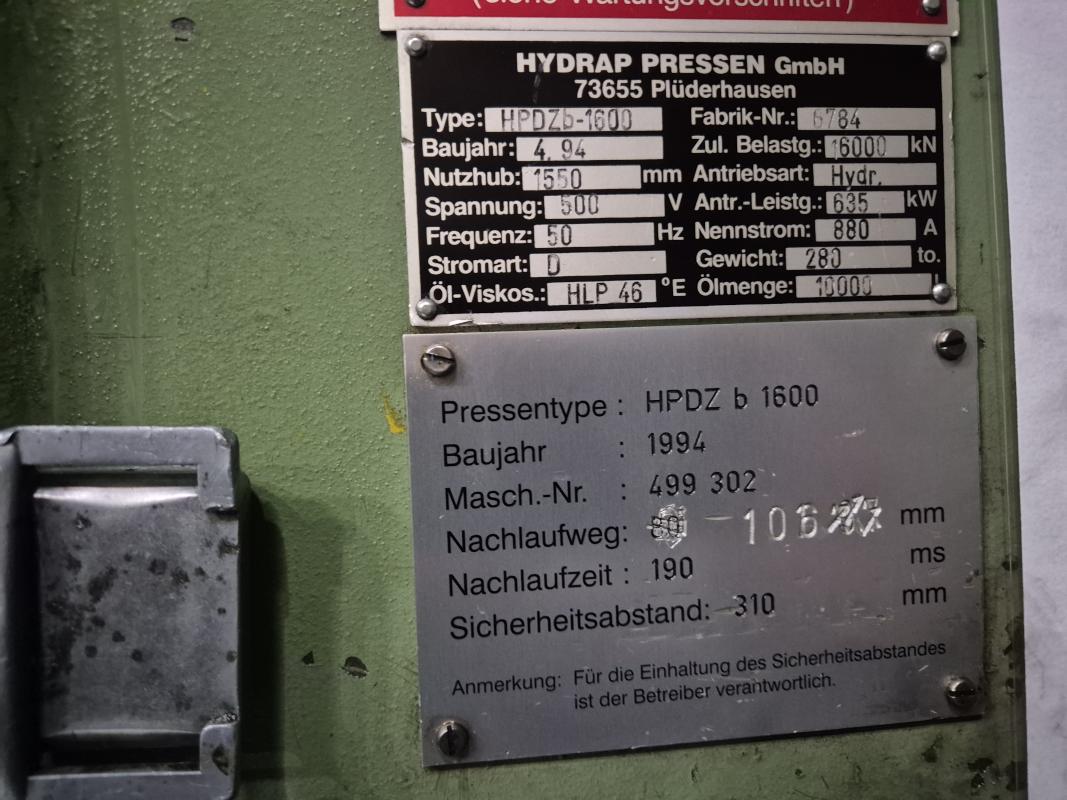 (siehe Wartungsvorschriften)
HYDRAP PRESSEN GmbH
73655 Plüderhausen
Type: HPDZb-1600 Fabrik-Nr.: 6784
Baujahr: 4.94 Zul. Belastg.: 16000 kN
Nutzhub: 1550 mm Antriebsart: Hydr.
Spannung: 500 V Antr.-Leistg.: 635 kW
Frequenz: 50 Hz Nennstrom: 880 A
Stromart: D Gewicht: 280 to.
Öl-Viskos.: HLP 46 °E Ölmenge: 10000 l
Pressentype : HPDZ b 1600
Baujahr : 1994
Masch.-Nr. : 499 302
Nachlaufweg: 106 mm
Nachlaufzeit : 190 ms
Sicherheitsabstand: 310 mm
Anmerkung: Für die Einhaltung des Sicherheitsabstandes
ist der Betreiber verantwortlich.